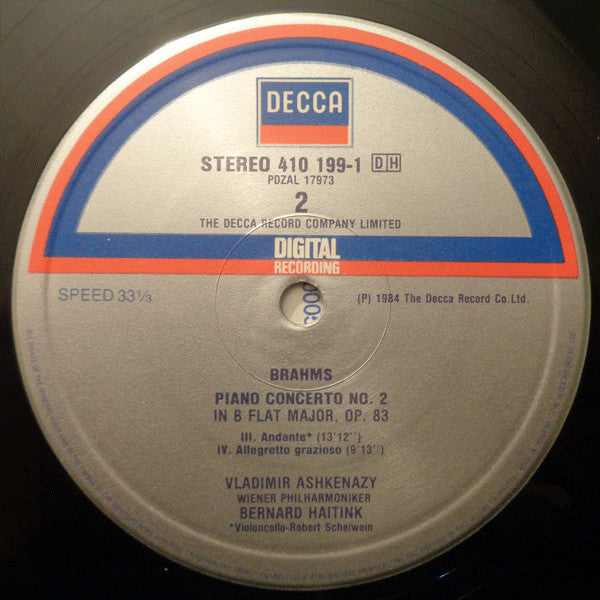 DECCA
STEREO 410 199-1 DH
PDZAL 17973
2
THE DECCA RECORD COMPANY LIMITED
DIGITAL
RECORDING
SPEED 33⅓
(P) 1984 The Decca Record Co.Ltd.
BRAHMS
PIANO CONCERTO NO. 2
IN B FLAT MAJOR, OP. 83
III. Andante* (13'12'')
IV. Allegretto grazioso (9'13'')
VLADIMIR ASHKENAZY
WIENER PHILHARMONIKER
BERNARD HAITINK
*Violoncello-Robert Scheiwein